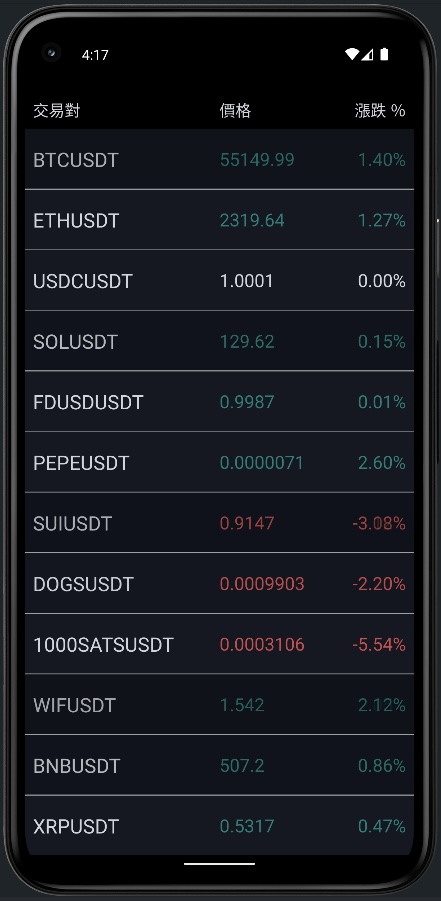 4:17
交易對 價格 漲跌 %
BTCUSDT 55149.99 1.40%
ETHUSDT 2319.64 1.27%
USDCUSDT 1.0001 0.00%
SOLUSDT 129.62 0.15%
FDUSDUSDT 0.9987 0.01%
PEPEUSDT 0.0000071 2.60%
SUIUSDT 0.9147 -3.08%
DOGSUSDT 0.0009903 -2.20%
1000SATSUSDT 0.0003106 -5.54%
WIFUSDT 1.542 2.12%
BNBUSDT 507.2 0.86%
XRPUSDT 0.5317 0.47%